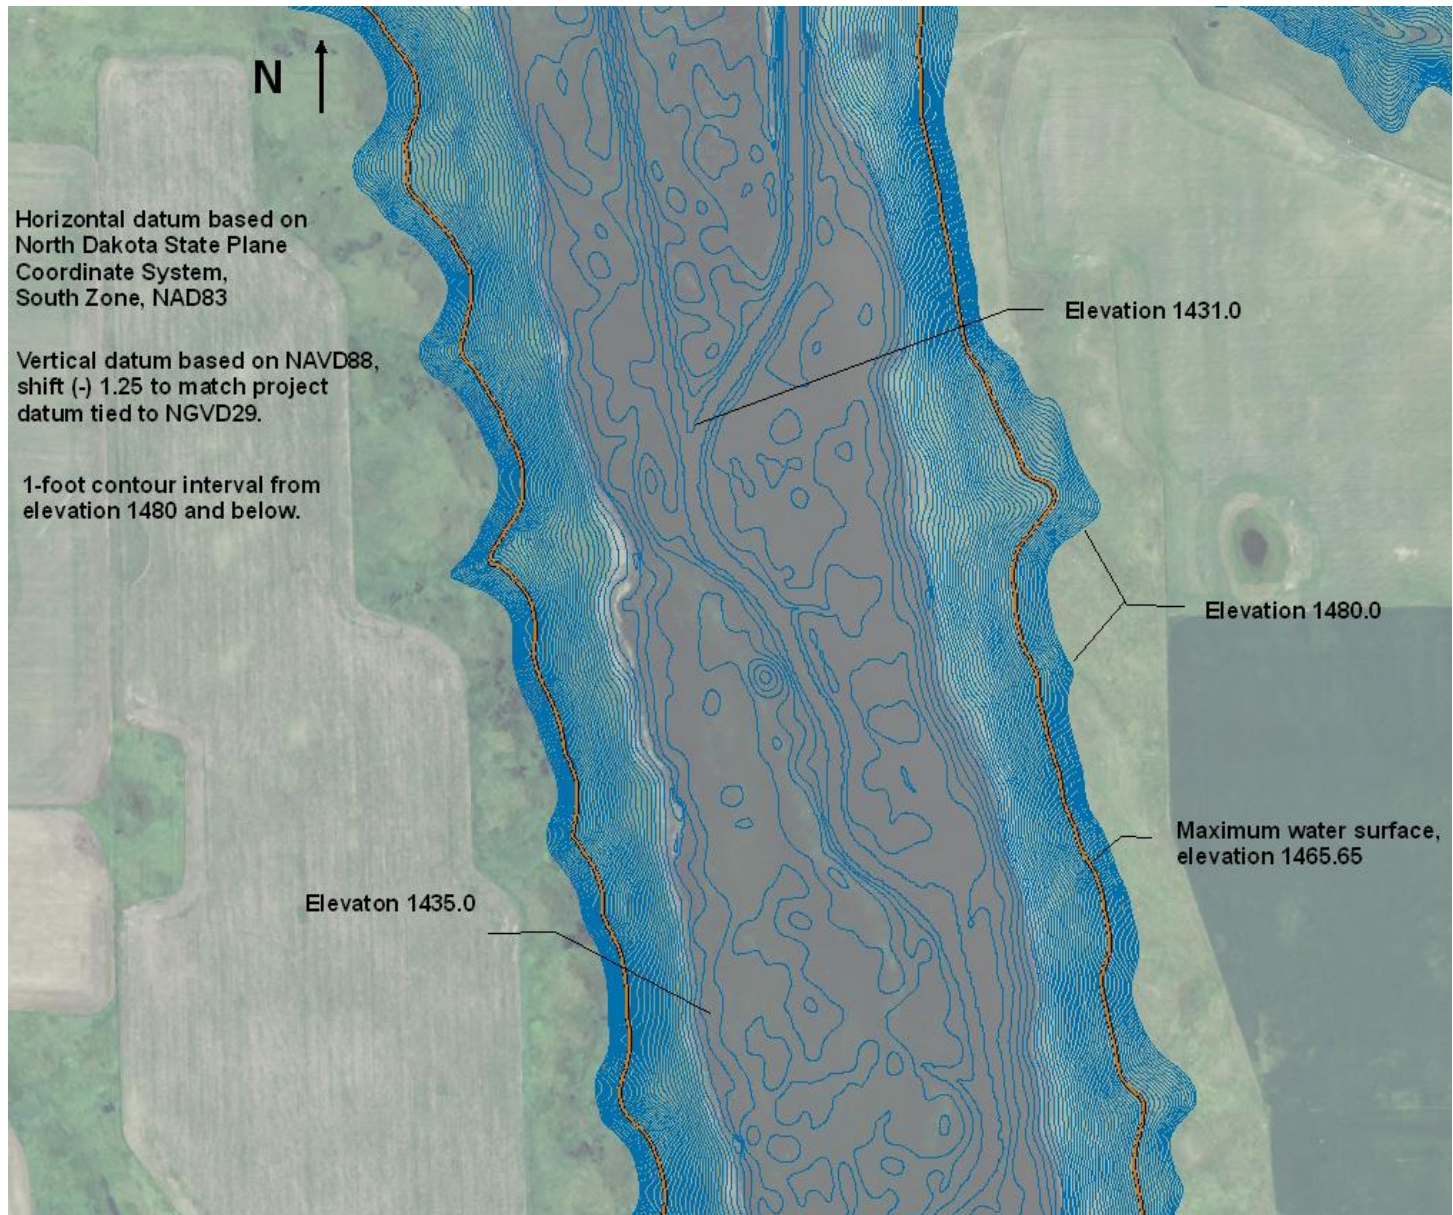 N
Horizontal datum based on
North Dakota State Plane
Coordinate System,
South Zone, NAD83
Vertical datum based on NAVD88,
shift (-) 1.25 to match project
datum tied to NGVD29.
1-foot contour interval from
elevation 1480 and below.
Elevation 1431.0
Elevation 1480.0
Maximum water surface,
elevation 1465.65
Elevaton 1435.0